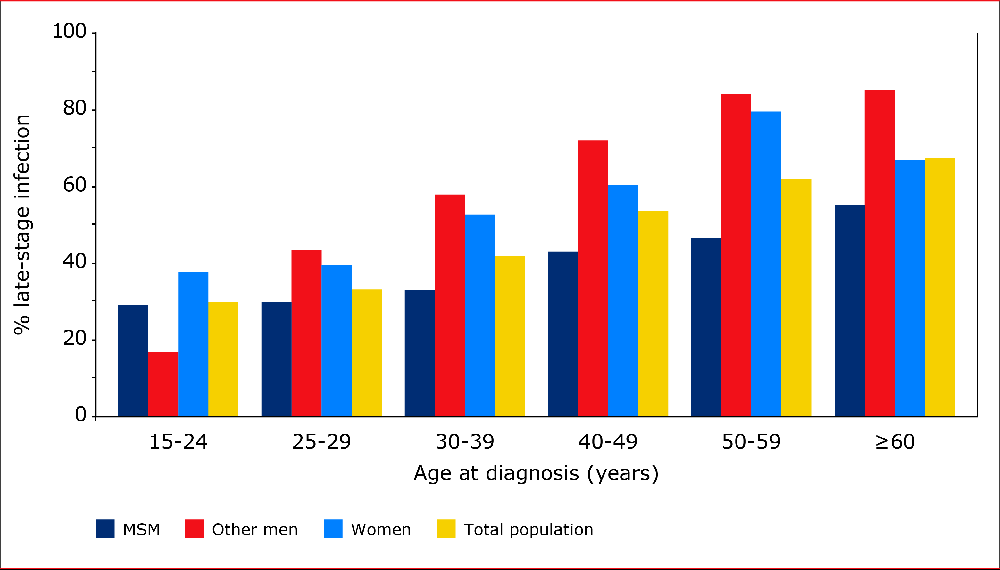 % late-stage infection
100
80
60
40
20
0
15-24 25-29 30-39 40-49 50-59 ≥60
Age at diagnosis (years)
MSM Other men Women Total population